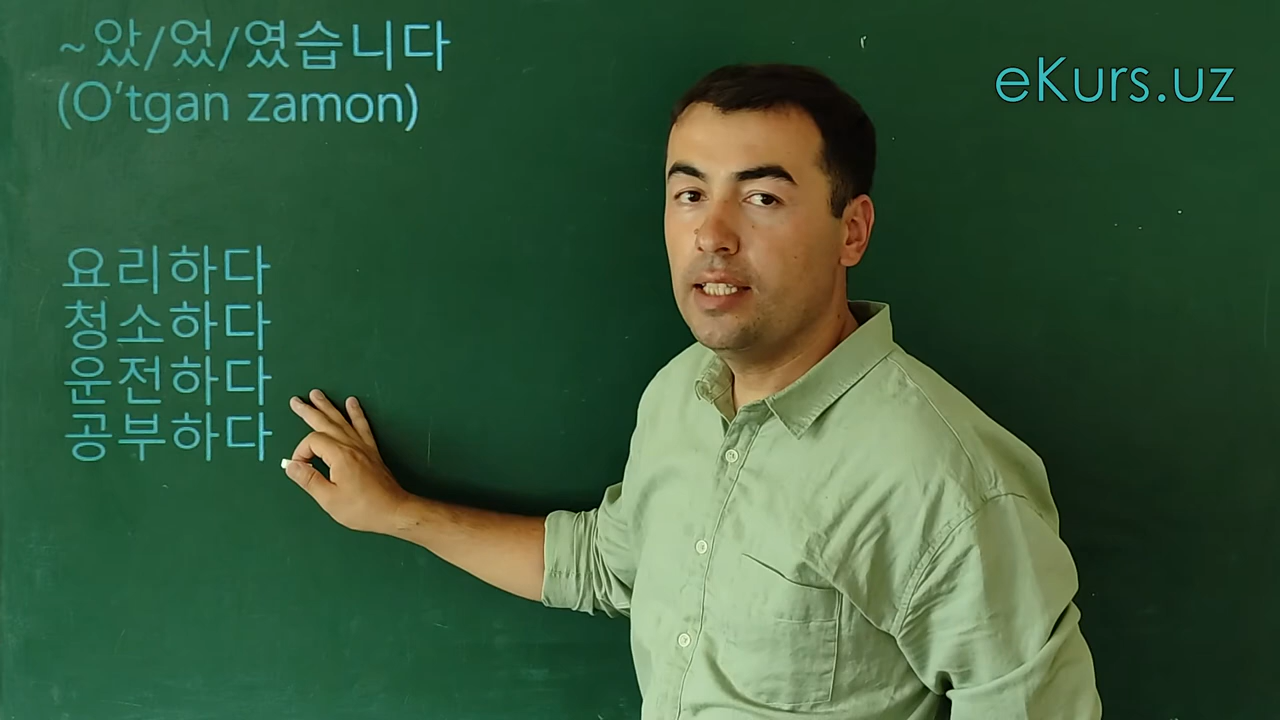 ~았/었/였습니다
(O'tgan zamon)
eKurs.uz
요리하다
청소하다
운전하다
공부하다